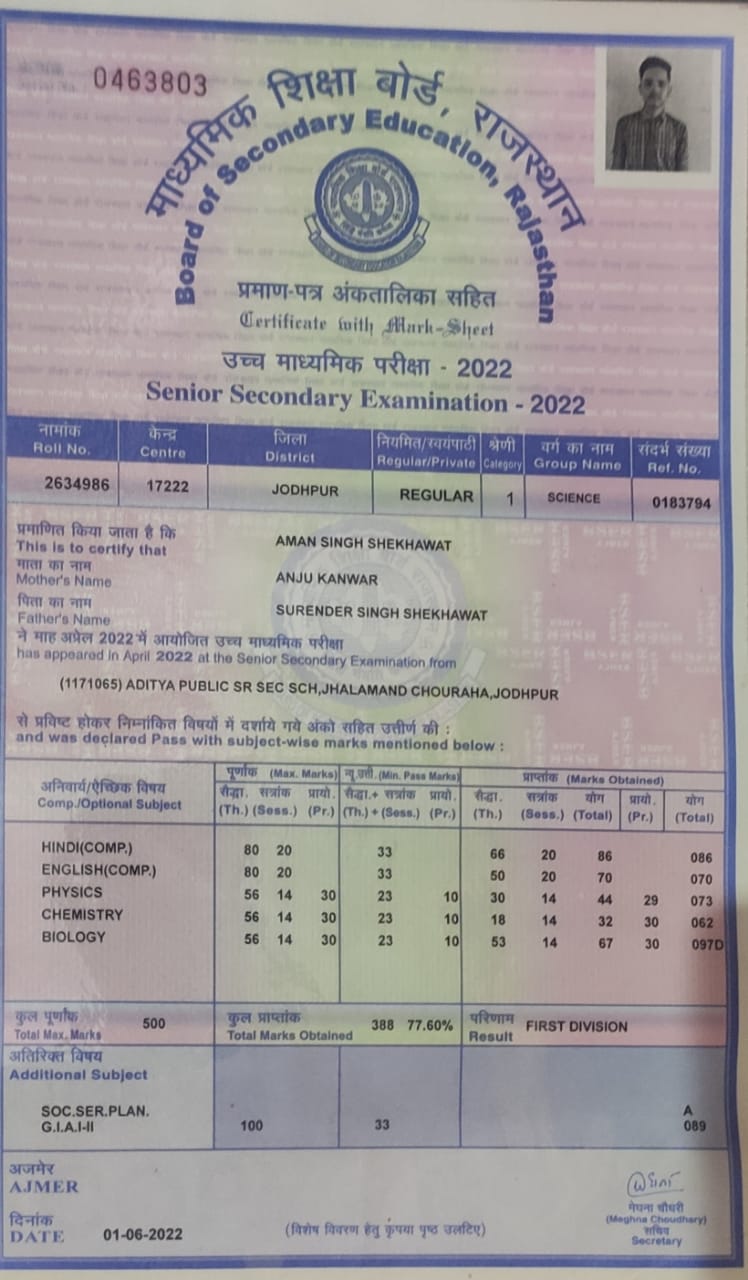 0463803
माध्यमिक शिक्षा बोर्ड, राजस्थान
Board of Secondary Education, Rajasthan
प्रमाण-पत्र अंकतालिका सहित
Certificate with Mark-Sheet
उच्च माध्यमिक परीक्षा - 2022
Senior Secondary Examination - 2022
नामांक केन्द्र जिला नियमित/स्वयंपाठी श्रेणी वर्ग का नाम संदर्भ संख्या
Roll No. Centre District Regular/Private Category Group Name Ref. No.
2634986 17222 JODHPUR REGULAR 1 SCIENCE 0183794
प्रमाणित किया जाता है कि
This is to certify that AMAN SINGH SHEKHAWAT
माता का नाम
Mother's Name ANJU KANWAR
पिता का नाम
Father's Name SURENDER SINGH SHEKHAWAT
ने माह अप्रेल 2022 में आयोजित उच्च माध्यमिक परीक्षा
has appeared in April 2022 at the Senior Secondary Examination from
(1171065) ADITYA PUBLIC SR SEC SCH,JHALAMAND CHOURAHA,JODHPUR
से प्रविष्ट होकर निम्नांकित विषयों में दर्शाये गये अंको सहित उत्तीर्ण की :
and was declared Pass with subject-wise marks mentioned below :
अनिवार्य/ऐच्छिक विषय पूर्णांक (Max. Marks) न्यू.उत्ती. (Min. Pass Marks) प्राप्तांक (Marks Obtained)
Comp./Optional Subject सैद्धा. सत्रांक प्रायो. सैद्धा.+ सत्रांक प्रायो. सैद्धा. सत्रांक योग प्रायो. योग
(Th.) (Sess.) (Pr.) (Th.) + (Sess.) (Pr.) (Th.) (Sess.) (Total) (Pr.) (Total)
HINDI(COMP.) 80 20 33 66 20 86 086
ENGLISH(COMP.) 80 20 33 50 20 70 070
PHYSICS 56 14 30 23 10 30 14 44 29 073
CHEMISTRY 56 14 30 23 10 18 14 32 30 062
BIOLOGY 56 14 30 23 10 53 14 67 30 097D
कुल पूर्णांक कुल प्राप्तांक परिणाम
Total Max. Marks 500 Total Marks Obtained 388 77.60% Result FIRST DIVISION
अतिरिक्त विषय
Additional Subject
SOC.SER.PLAN. A
G.I.A.I-II 100 33 089
अजमेर
AJMER
दिनांक
DATE 01-06-2022 (विशेष विवरण हेतु कृपया पृष्ठ उलटिए)
मेघना चौधरी
(Meghna Choudhary)
सचिव
Secretary